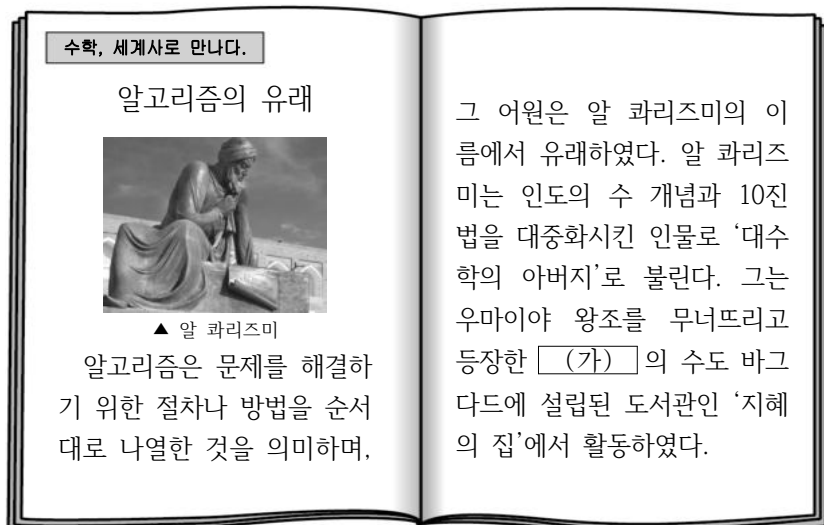 수학, 세계사로 만나다.
알고리즘의 유래
▲ 알 콰리즈미
알고리즘은 문제를 해결하
기 위한 절차나 방법을 순서
대로 나열한 것을 의미하며,
그 어원은 알 콰리즈미의 이
름에서 유래하였다. 알 콰리즈
미는 인도의 수 개념과 10진
법을 대중화시킨 인물로 ‘대수
학의 아버지’로 불린다. 그는
우마이야 왕조를 무너뜨리고
등장한 (가) 의 수도 바그
다드에 설립된 도서관인 ‘지혜
의 집’에서 활동하였다.